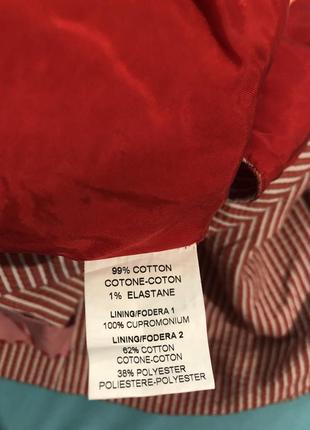 99% COTTON
COTONE-COTON
1% ELASTANE
LINING/FODERA 1
100% CUPROMONIUM
LINING/FODERA 2
62% COTTON
COTONE-COTON
38% POLYESTER
POLIESTERE-POLYESTER